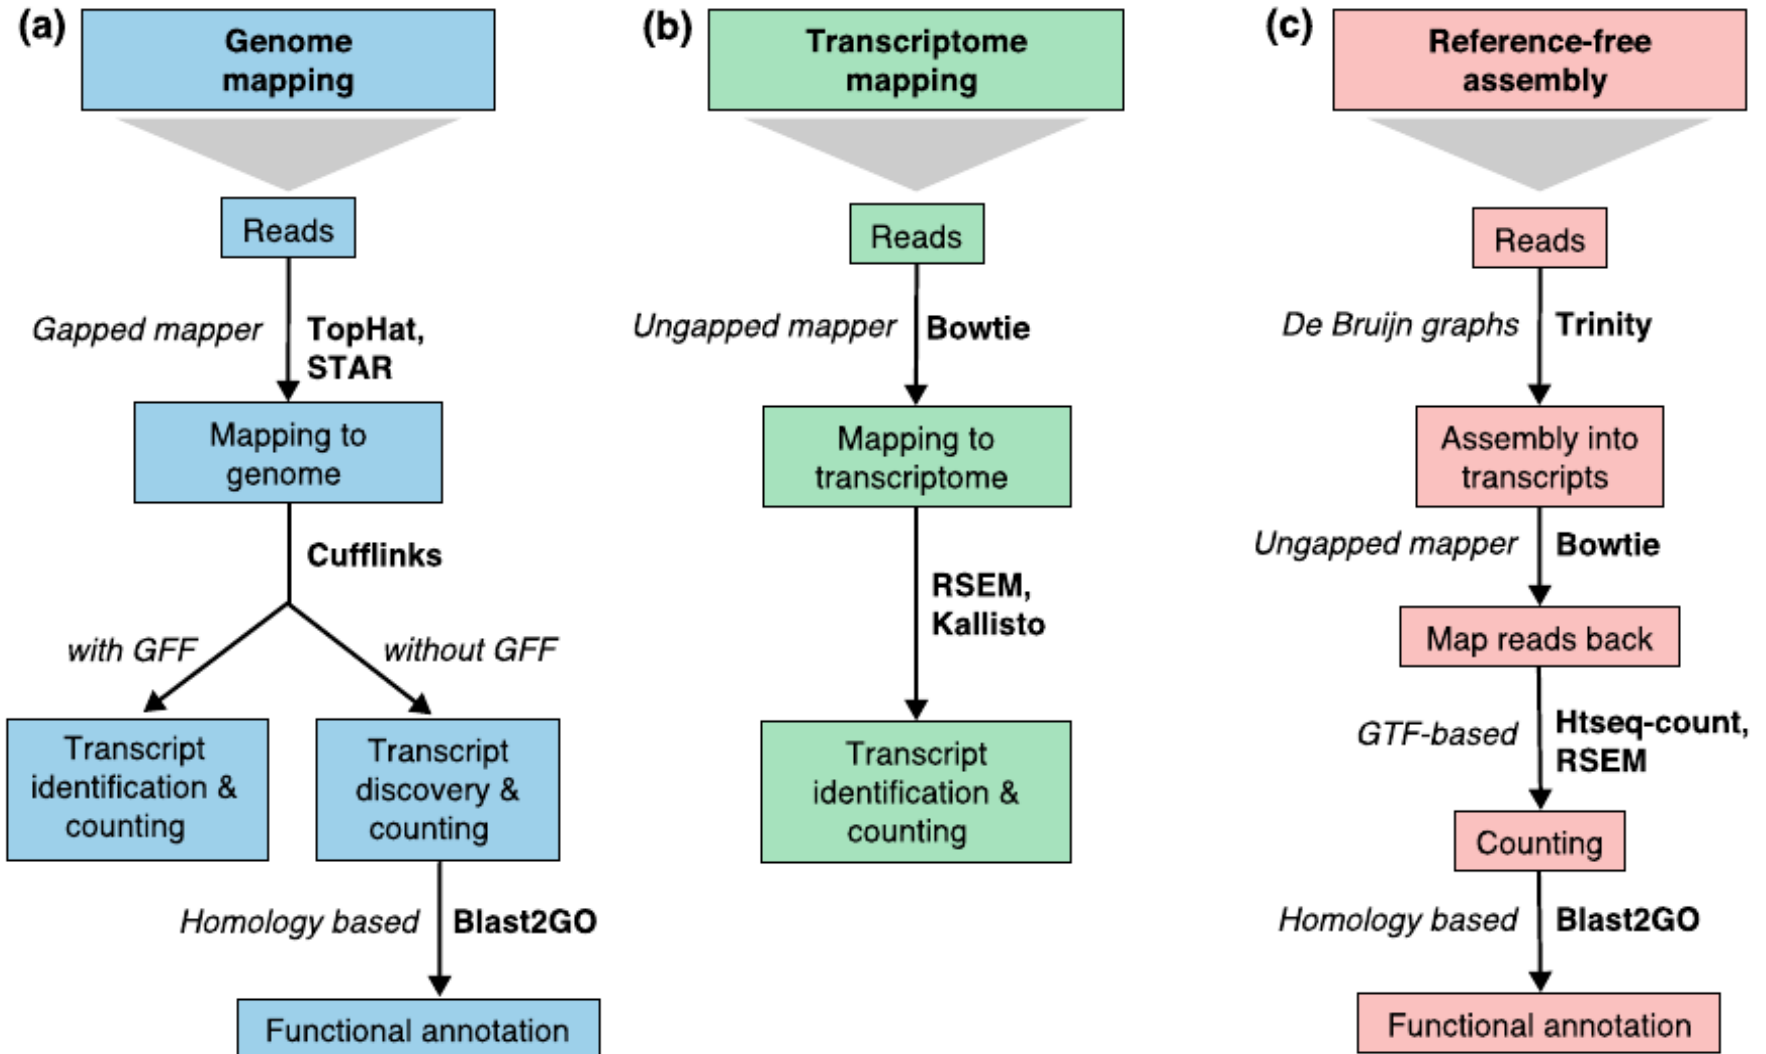 (a)
Genome
mapping
Reads
Gapped mapper
TopHat,
STAR
Mapping to
genome
Cufflinks
with GFF
without GFF
Transcript
identification &
counting
Transcript
discovery &
counting
Homology based
Blast2GO
Functional annotation
(b)
Transcriptome
mapping
Reads
Ungapped mapper
Bowtie
Mapping to
transcriptome
RSEM,
Kallisto
Transcript
identification &
counting
(c)
Reference-free
assembly
Reads
De Bruijn graphs
Trinity
Assembly into
transcripts
Ungapped mapper
Bowtie
Map reads back
GTF-based
Htseq-count,
RSEM
Counting
Homology based
Blast2GO
Functional annotation